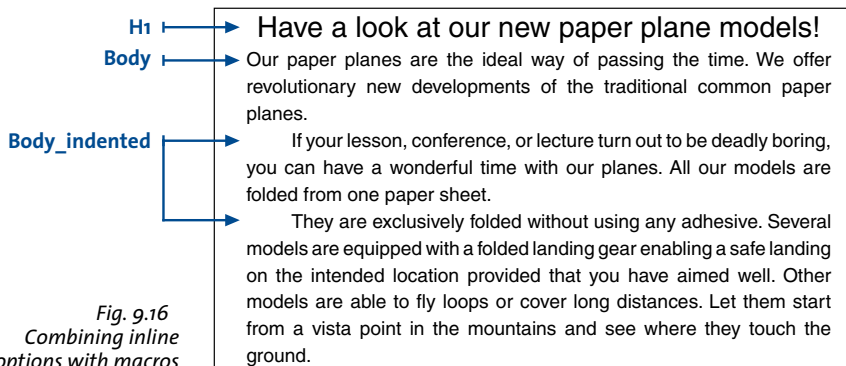 H1
Have a look at our new paper plane models!
Body
Our paper planes are the ideal way of passing the time. We offer
revolutionary new developments of the traditional common paper
planes.
Body_indented
If your lesson, conference, or lecture turn out to be deadly boring,
you can have a wonderful time with our planes. All our models are
folded from one paper sheet.
They are exclusively folded without using any adhesive. Several
models are equipped with a folded landing gear enabling a safe landing
on the intended location provided that you have aimed well. Other
models are able to fly loops or cover long distances. Let them start
from a vista point in the mountains and see where they touch the
ground.
Fig. 9.16
Combining inline
options with macros